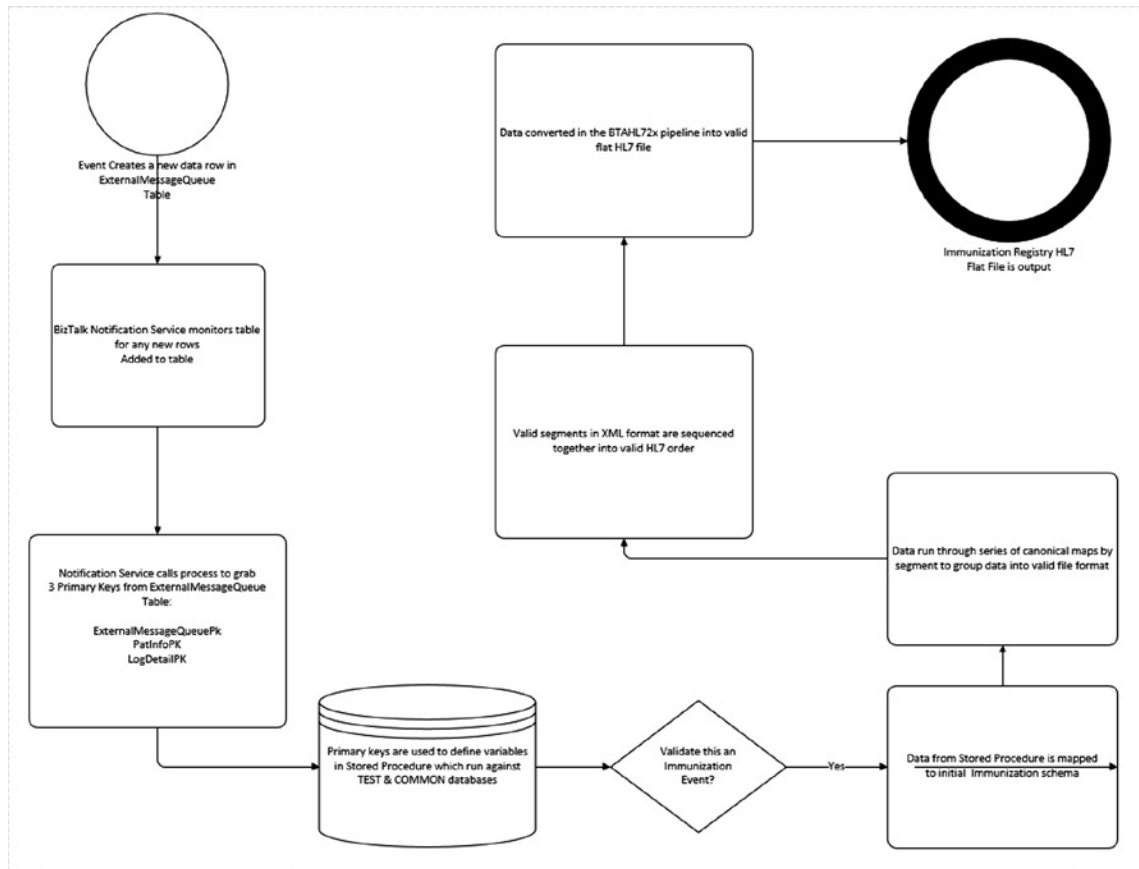 Event Creates a new data row in
ExternalMessageQueue
Table
BizTalk Notification Service monitors table
for any new rows
Added to table
Notification Service calls process to grab
3 Primary Keys from ExternalMessageQueue
Table:
ExternalMessageQueuePk
PatInfoPK
LogDetailPK
Primary keys are used to define variables
in Stored Procedure which run against
TEST & COMMON databases
Validate this an
Immunization
Event?
Yes
Data from Stored Procedure is mapped
to initial Immunization schema
Data run through series of canonical maps by
segment to group data into valid file format
Valid segments in XML format are sequenced
together into valid HL7 order
Data converted in the BTAHL72x pipeline into valid
flat HL7 file
Immunization Registry HL7
Flat File is output